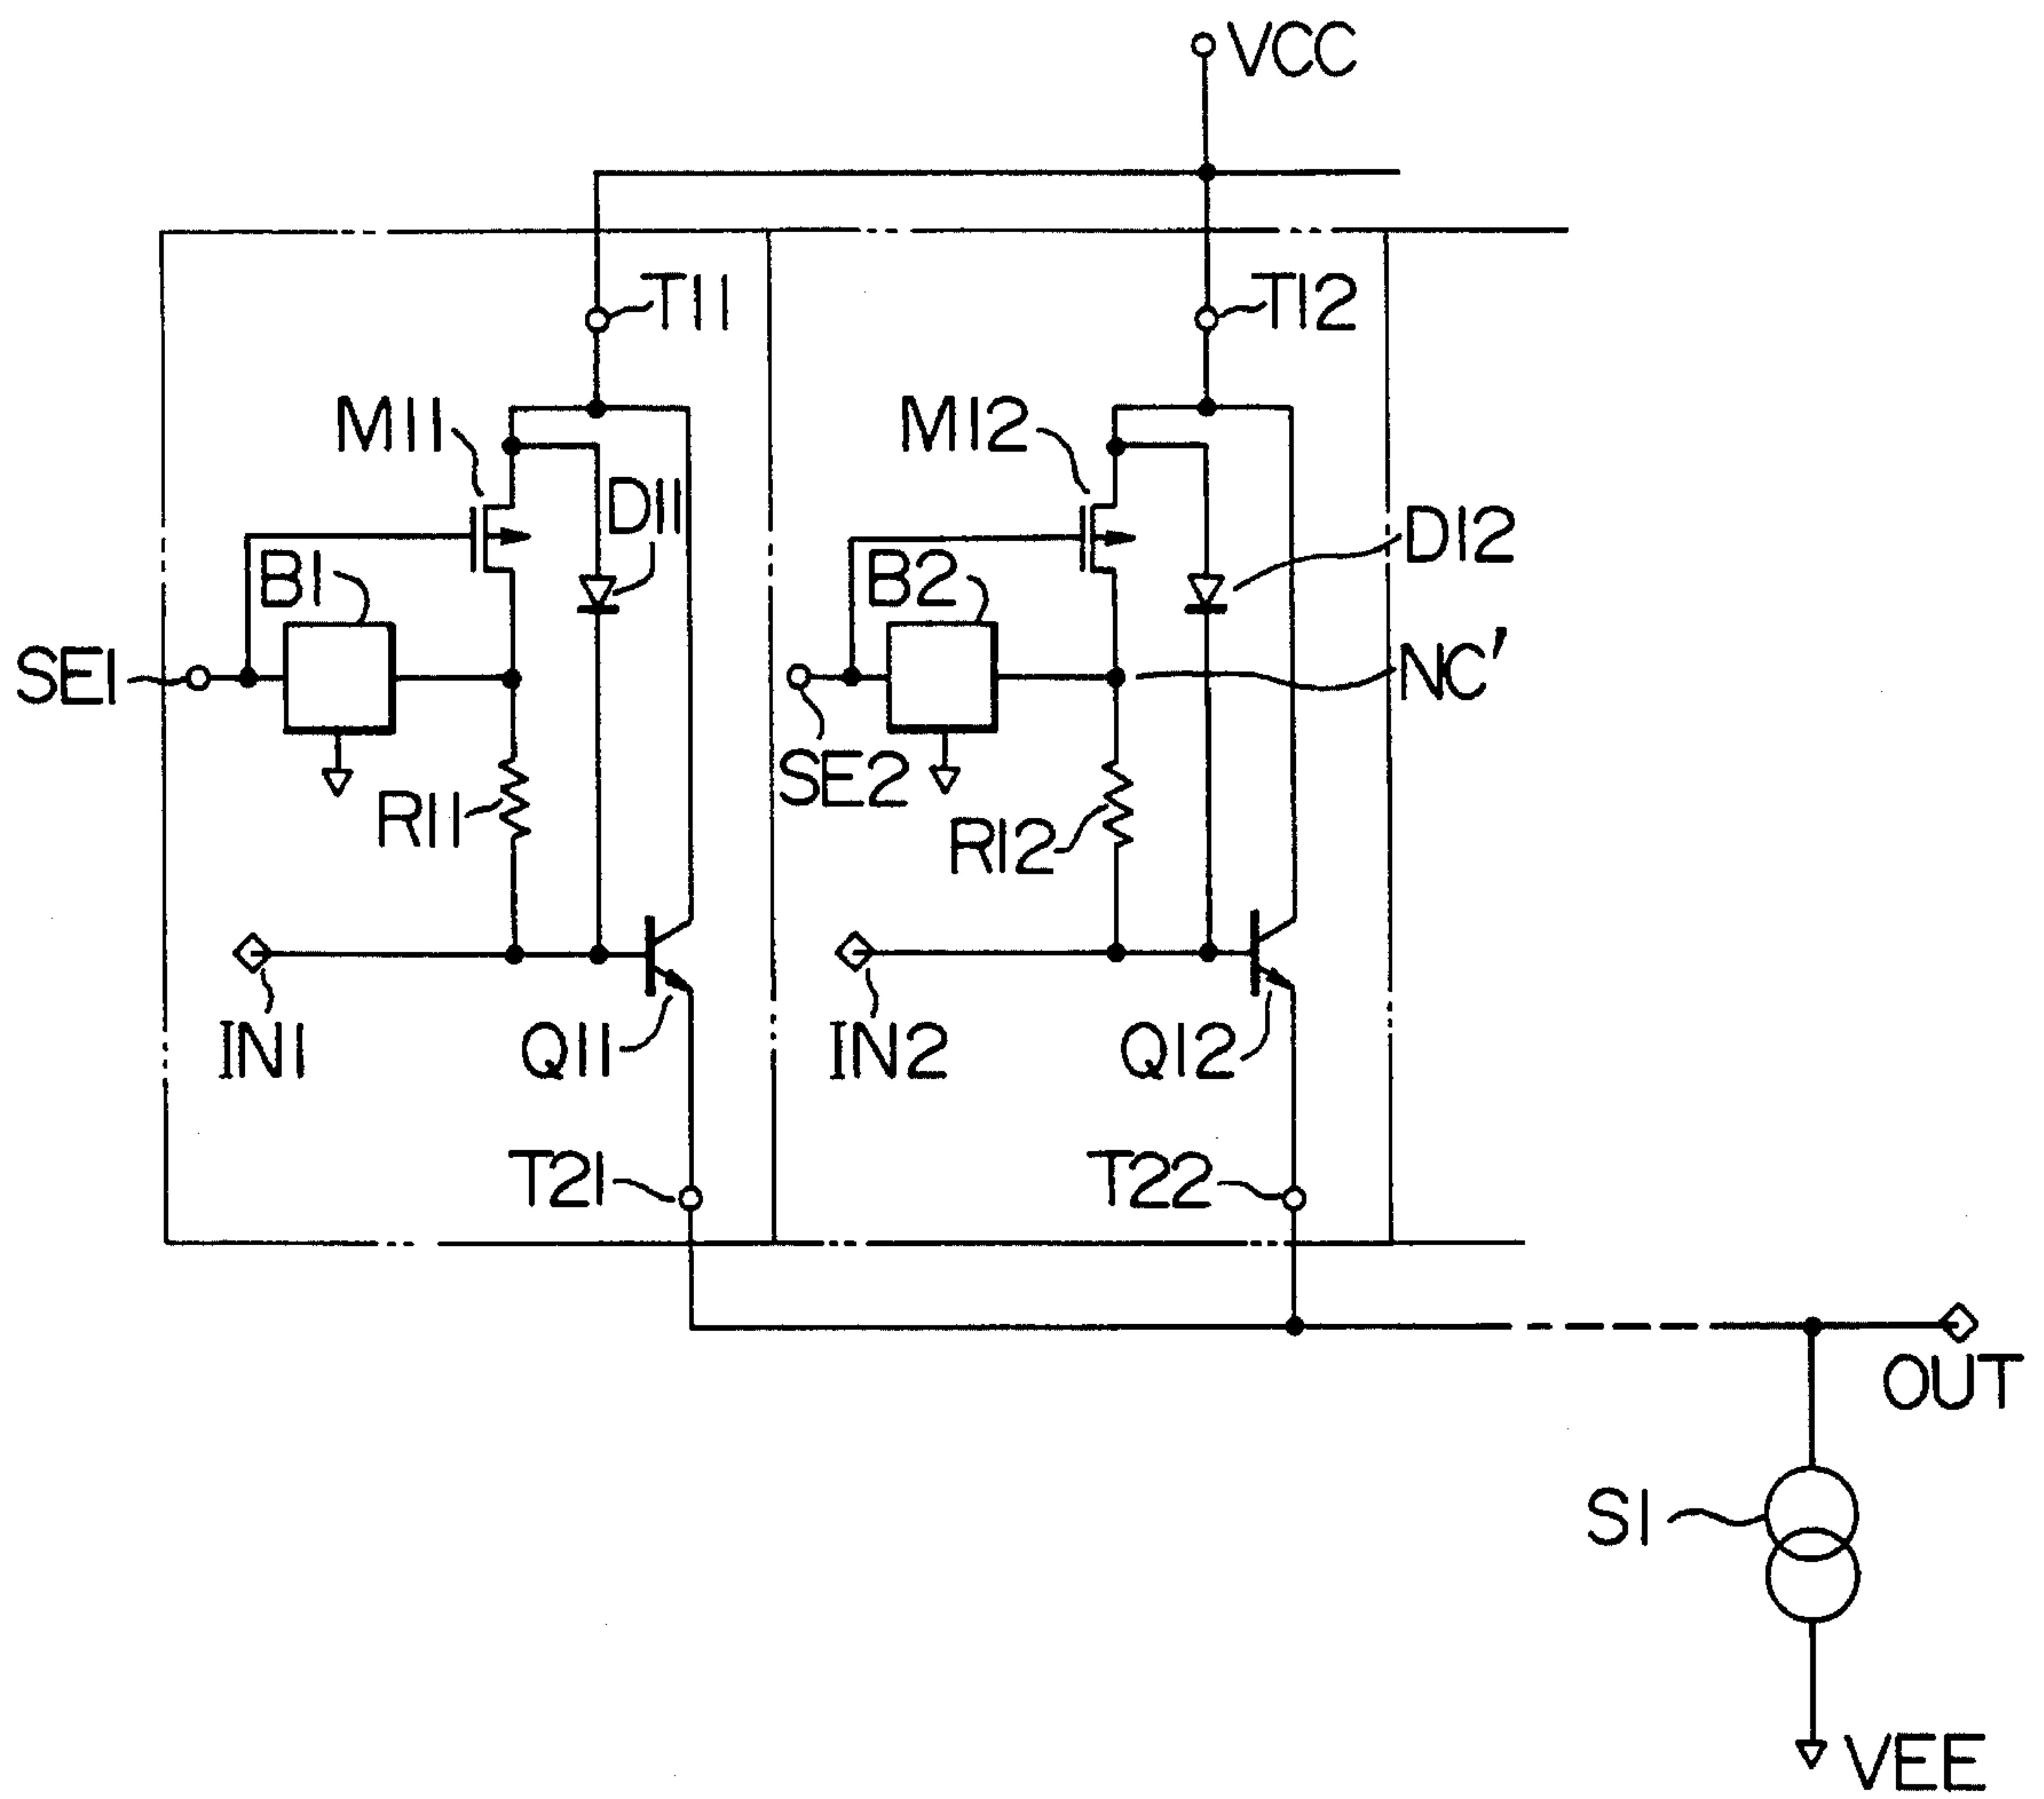 VCC
T11
T12
M11
M12
D11
D12
B1
B2
SE1
NC'
SE2
R11
R12
IN1
Q11
IN2
Q12
T21
T22
OUT
S1
VEE